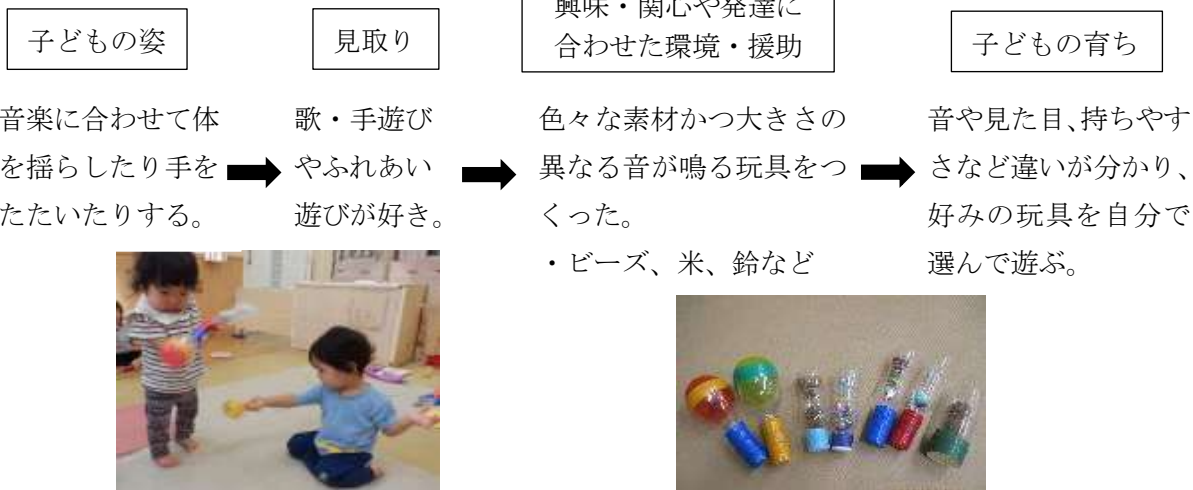 子どもの姿
見取り
興味・関心や発達に
合わせた環境・援助
子どもの育ち
音楽に合わせて体
を揺らしたり手を
たたいたりする。
歌・手遊び
やふれあい
遊びが好き。
色々な素材かつ大きさの
異なる音が鳴る玩具をつ
くった。
・ビーズ、米、鈴など
音や見た目、持ちやす
さなど違いが分かり、
好みの玩具を自分で
選んで遊ぶ。